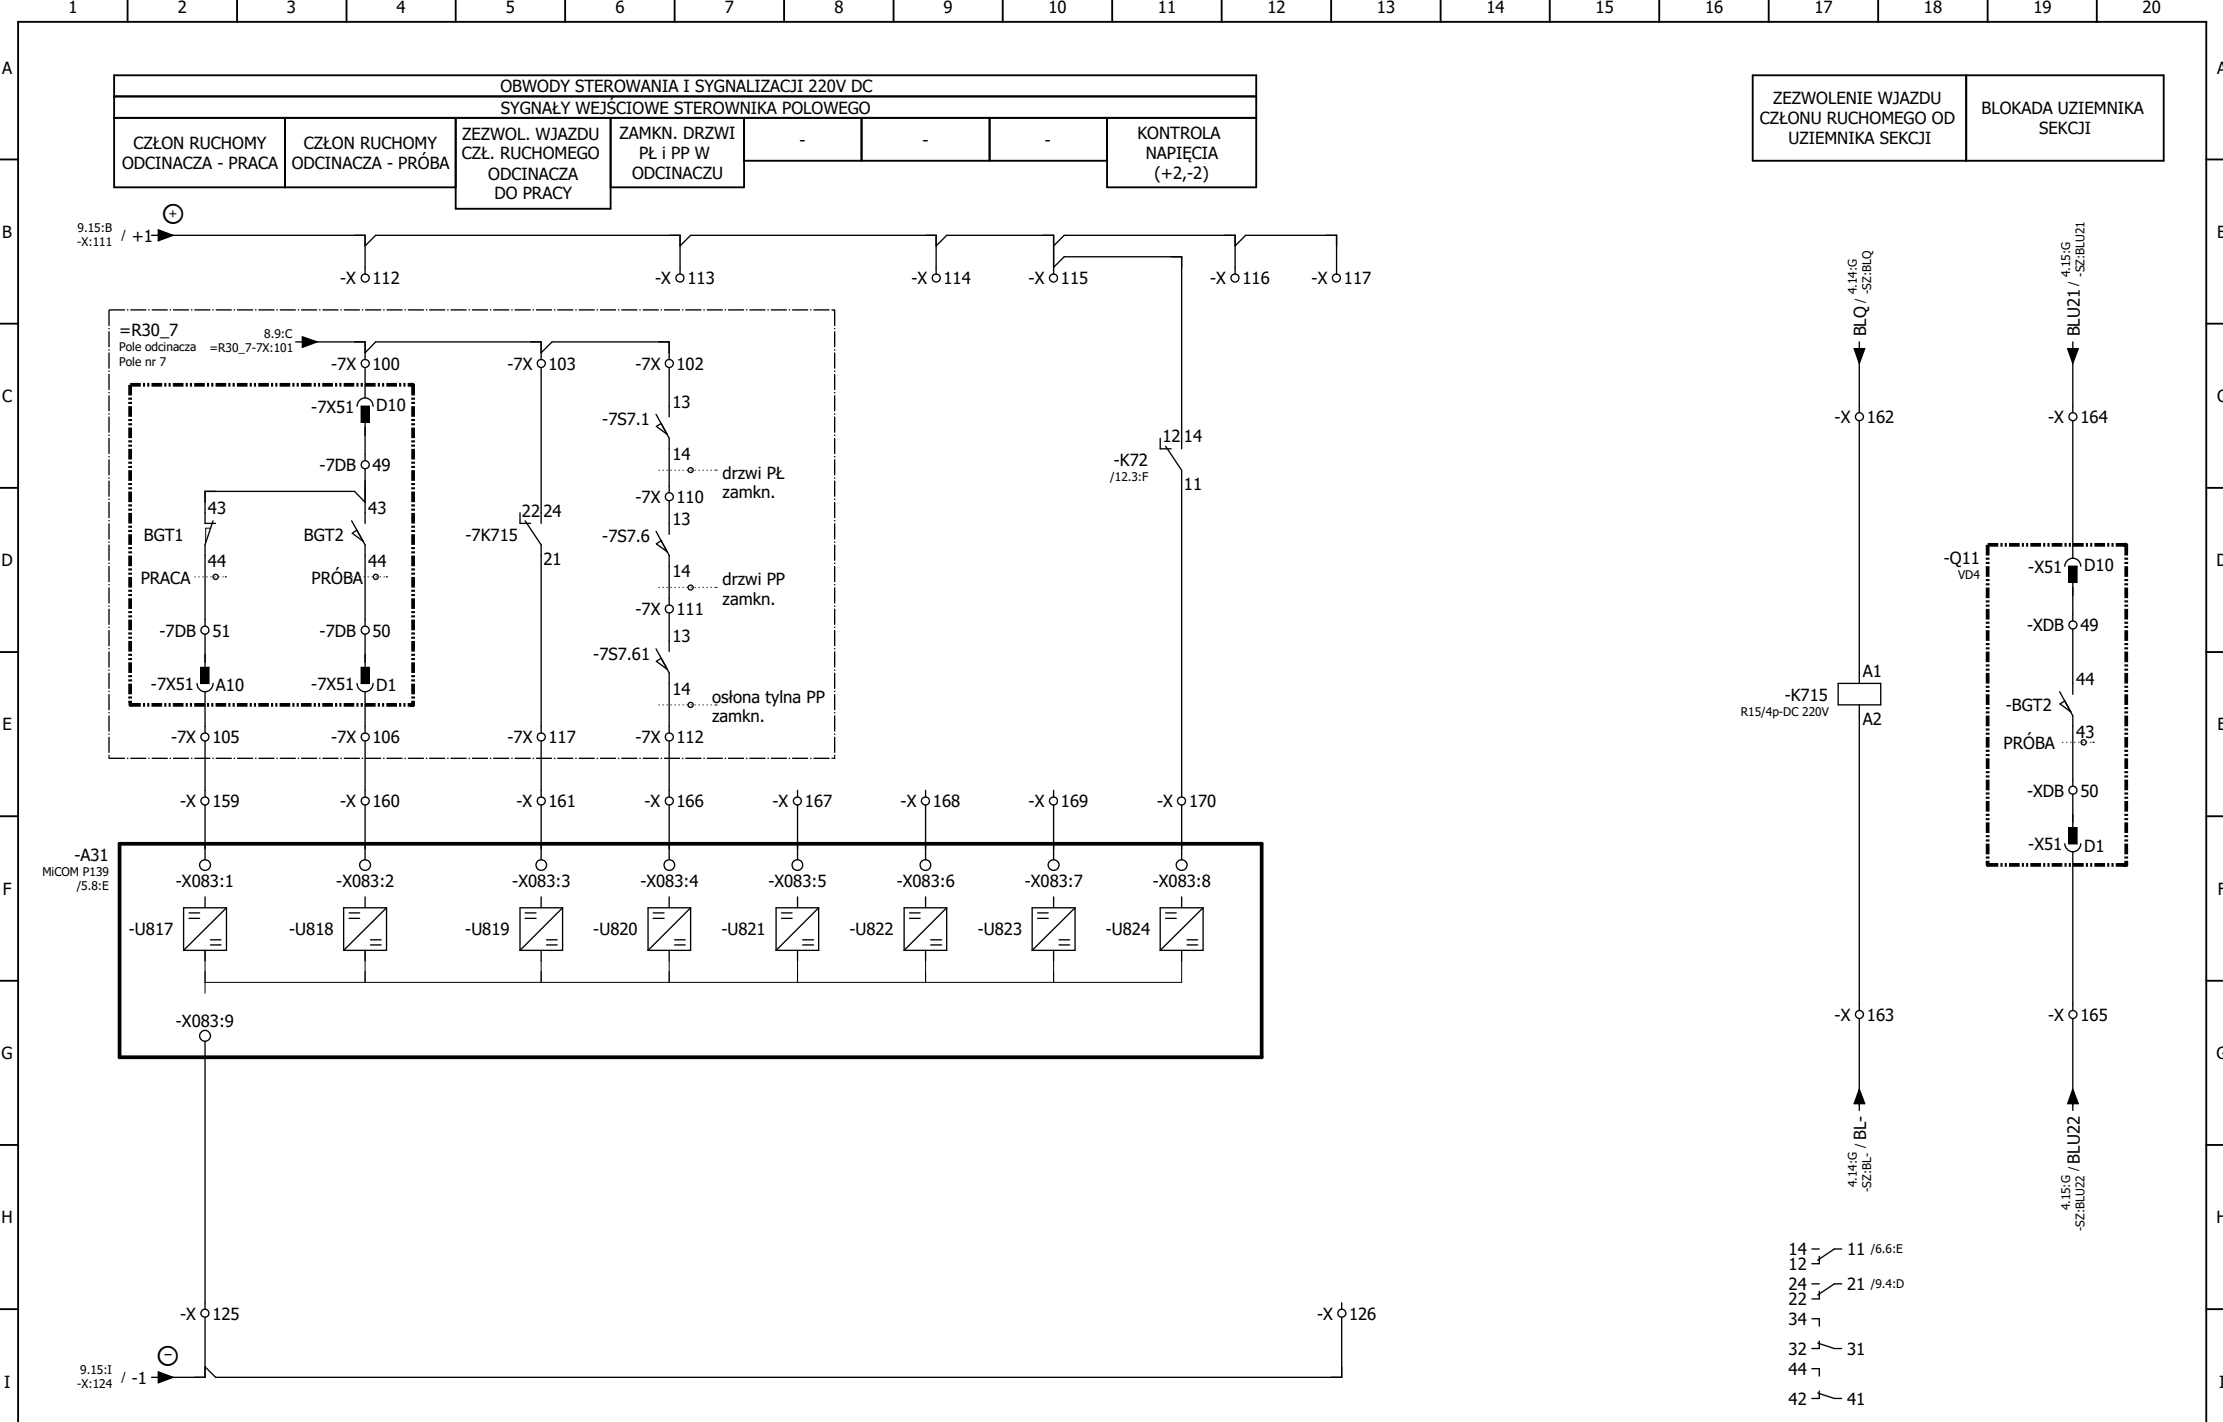 1 2 3 4 5 6 7 8 9 10 11 12 13 14 15 16 17 18 19 20
A
OBWODY STEROWANIA I SYGNALIZACJI 220V DC
SYGNAŁY WEJŚCIOWE STEROWNIKA POLOWEGO
CZŁON RUCHOMY
ODCINACZA - PRACA
CZŁON RUCHOMY
ODCINACZA - PRÓBA
ZEZWOL. WJAZDU
CZŁ. RUCHOMEGO
ODCINACZA
DO PRACY
ZAMKN. DRZWI
PŁ i PP W
ODCINACZU
-
-
-
KONTROLA
NAPIĘCIA
(+2,-2)
ZEZWOLENIE WJAZDU
CZŁONU RUCHOMEGO OD
UZIEMNIKA SEKCJI
BLOKADA UZIEMNIKA
SEKCJI
B
9.15:B
-X:111 / +1
+
-X 112
-X 113
-X 114
-X 115
-X 116
-X 117
BLQ / 4.14:G
-SZ:BLQ
BLU21 / 4.15:G
-SZ:BLU21
=R30_7
Pole odcinacza
Pole nr 7
8.9:C
=R30_7-7X:101
-7X 100
-7X 103
-7X 102
C
-7X51 D10
13
-7S7.1
14
drzwi PŁ
zamkn.
-X 162
-X 164
12 14
-K72
/12.3:F
11
-7DB 49
-7X 110
43
BGT1
44
PRACA
43
BGT2
44
PRÓBA
22 24
-7K715
21
13
-7S7.6
14
drzwi PP
zamkn.
D
-Q11
VD4
-X51 D10
-7X 111
-7DB 51
-7DB 50
13
-7S7.61
14
osłona tylna PP
zamkn.
-XDB 49
-7X51 A10
-7X51 D1
A1
-K715
R15/4p-DC 220V
A2
44
-BGT2
43
PRÓBA
E
-7X 105
-7X 106
-7X 117
-7X 112
-XDB 50
-X 159
-X 160
-X 161
-X 166
-X 167
-X 168
-X 169
-X 170
-X51 D1
-A31
MiCOM P139
/5.8:E
F
-X083:1
-X083:2
-X083:3
-X083:4
-X083:5
-X083:6
-X083:7
-X083:8
-U817
-U818
-U819
-U820
-U821
-U822
-U823
-U824
-X083:9
-X 163
-X 165
G
4.14:G
-SZ:BL- / BL-
4.15:G
-SZ:BLU22 / BLU22
H
14 11 /6.6:E
12
24 21 /9.4:D
22
34
32 31
44
42 41
-X 125
-X 126
9.15:I
-X:124 / -1
I